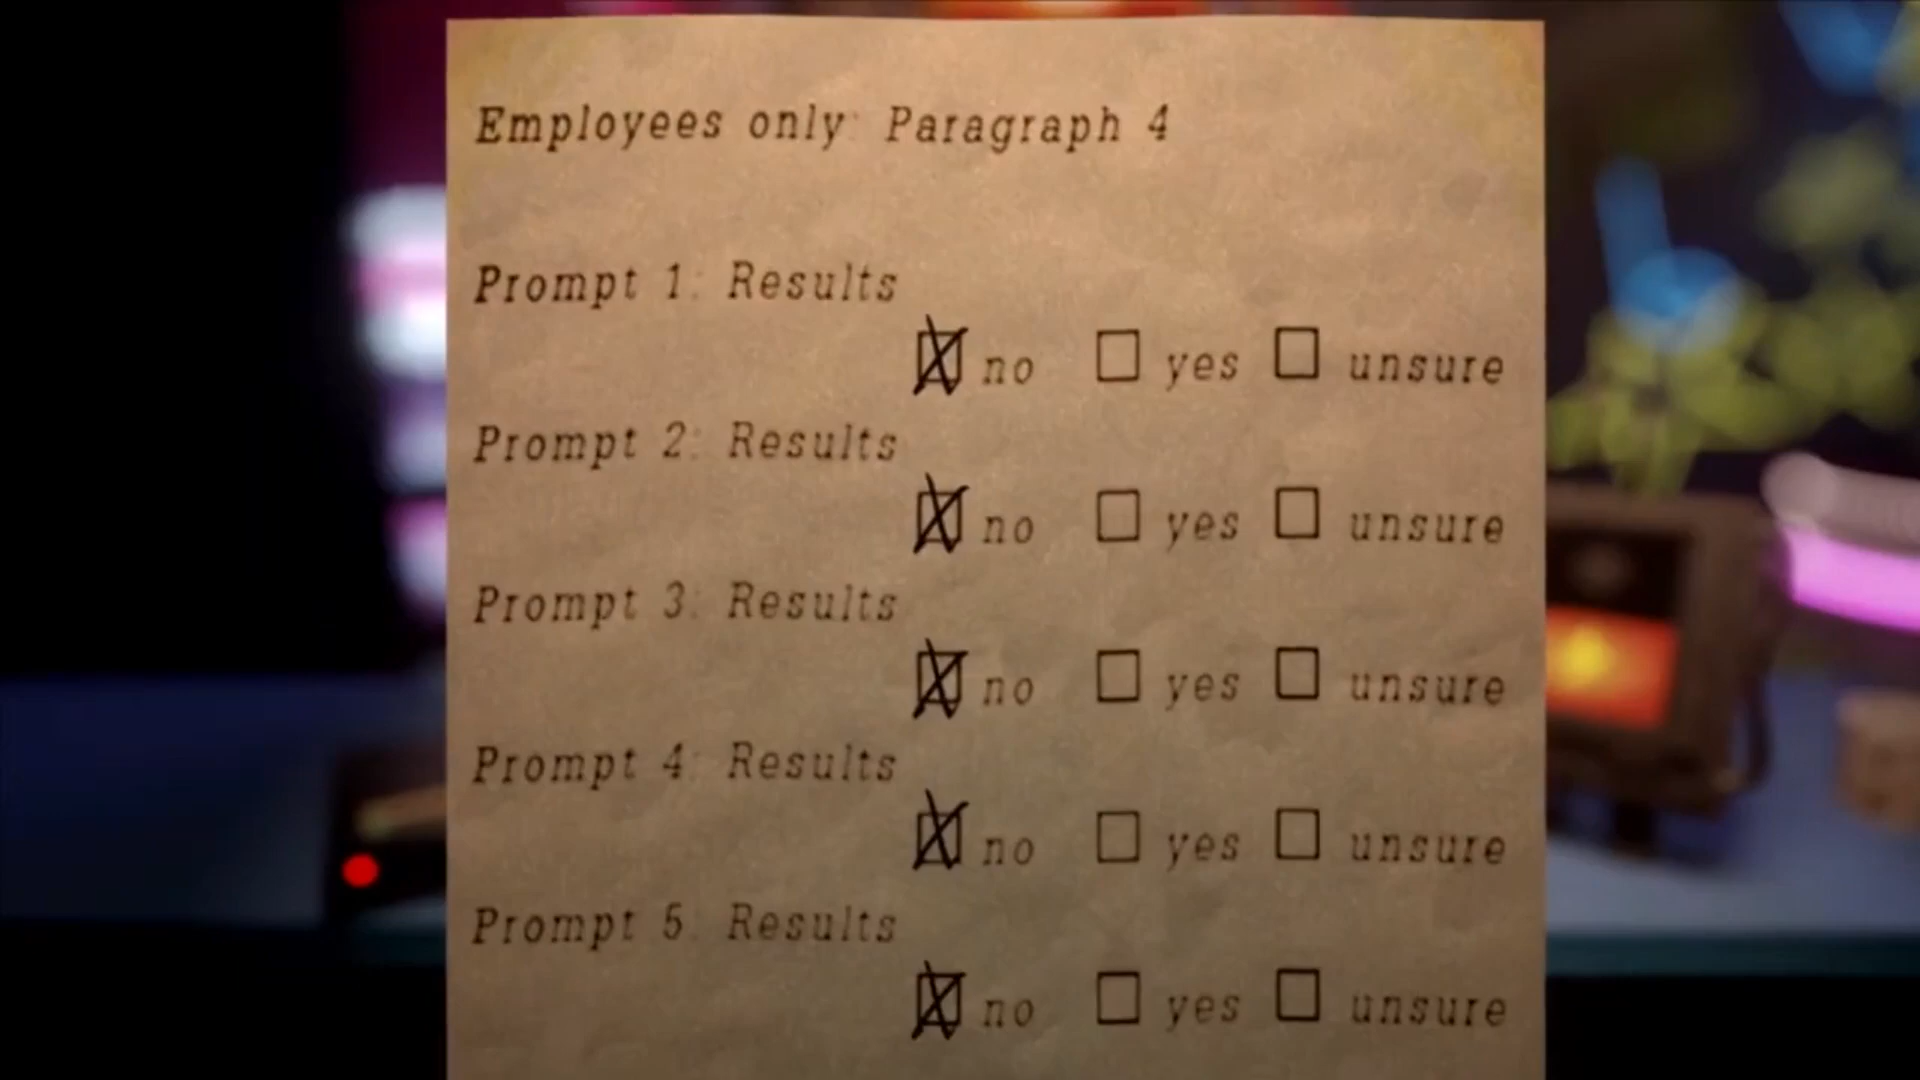 Employees only: Paragraph 4
Prompt 1: Results
no yes unsure
Prompt 2: Results
no yes unsure
Prompt 3: Results
no yes unsure
Prompt 4: Results
no yes unsure
Prompt 5: Results
no yes unsure